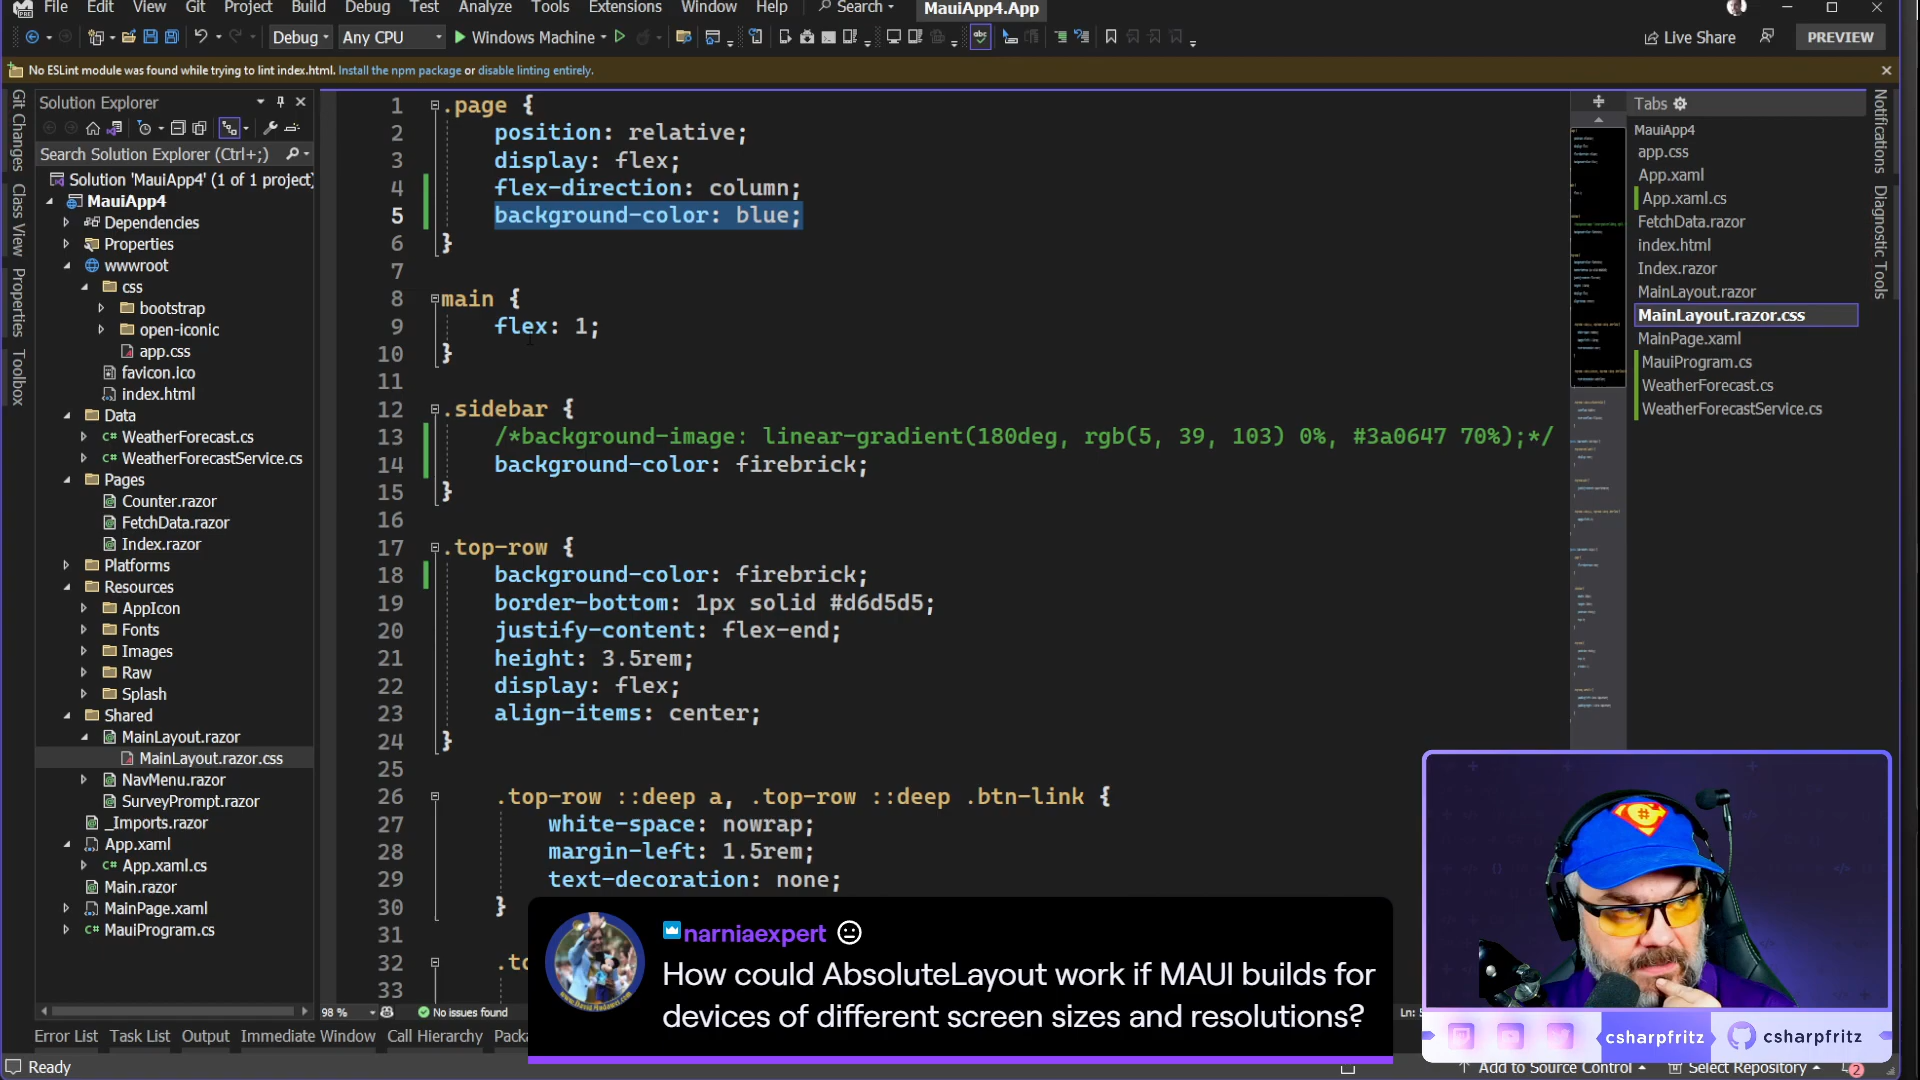 File Edit View Git Project Build Debug Test Analyze Tools Extensions Window Help Search MauiApp4.App
Debug Any CPU Windows Machine Live Share PREVIEW
No ESLint module was found while trying to lint index.html. Install the npm package or disable linting entirely.
Git Changes
Class View
Properties
Toolbox
Solution Explorer
Search Solution Explorer (Ctrl+;)
Solution 'MauiApp4' (1 of 1 project)
MauiApp4
Dependencies
Properties
wwwroot
css
bootstrap
open-iconic
app.css
favicon.ico
index.html
Data
WeatherForecast.cs
WeatherForecastService.cs
Pages
Counter.razor
FetchData.razor
Index.razor
Platforms
Resources
AppIcon
Fonts
Images
Raw
Splash
Shared
MainLayout.razor
MainLayout.razor.css
NavMenu.razor
SurveyPrompt.razor
_Imports.razor
App.xaml
App.xaml.cs
Main.razor
MainPage.xaml
MauiProgram.cs
1 .page {
2 position: relative;
3 display: flex;
4 flex-direction: column;
5 background-color: blue;
6 }
7
8 main {
9 flex: 1;
10 }
11
12 .sidebar {
13 /*background-image: linear-gradient(180deg, rgb(5, 39, 103) 0%, #3a0647 70%);*/
14 background-color: firebrick;
15 }
16
17 .top-row {
18 background-color: firebrick;
19 border-bottom: 1px solid #d6d5d5;
20 justify-content: flex-end;
21 height: 3.5rem;
22 display: flex;
23 align-items: center;
24 }
25
26 .top-row ::deep a, .top-row ::deep .btn-link {
27 white-space: nowrap;
28 margin-left: 1.5rem;
29 text-decoration: none;
30 }
31
32 .to
33
98 % No issues found
Tabs
MauiApp4
app.css
App.xaml
App.xaml.cs
FetchData.razor
index.html
Index.razor
MainLayout.razor
MainLayout.razor.css
MainPage.xaml
MauiProgram.cs
WeatherForecast.cs
WeatherForecastService.cs
Notifications
Diagnostic Tools
narniaexpert
How could AbsoluteLayout work if MAUI builds for
devices of different screen sizes and resolutions?
csharpfritz csharpfritz
Error List Task List Output Immediate Window Call Hierarchy Packa
Ready Add to Source Control Select Repository 2